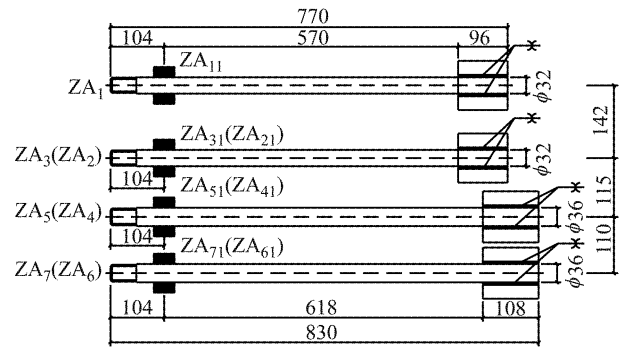 770
104 570 96
ZA₁₁
ZA₁ ϕ32
142
ZA₃₁(ZA₂₁)
ZA₃(ZA₂) ϕ32
104
ZA₅₁(ZA₄₁) 115
ZA₅(ZA₄) ϕ36
104
ZA₇₁(ZA₆₁) 110
ZA₇(ZA₆) ϕ36
104 618 108
830